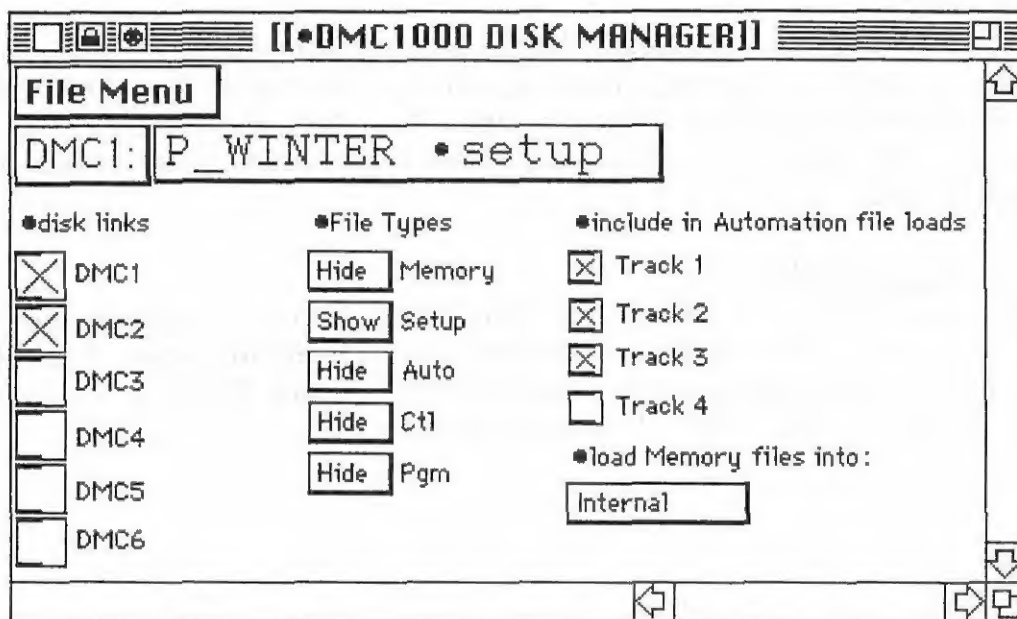 [[•DMC1000 DISK MANAGER]]
File Menu
DMC1: P_WINTER •setup
•disk links
DMC1
DMC2
DMC3
DMC4
DMC5
DMC6
•File Types
Hide Memory
Show Setup
Hide Auto
Hide Ctl
Hide Pgm
•include in Automation file loads
Track 1
Track 2
Track 3
Track 4
•load Memory files into:
Internal